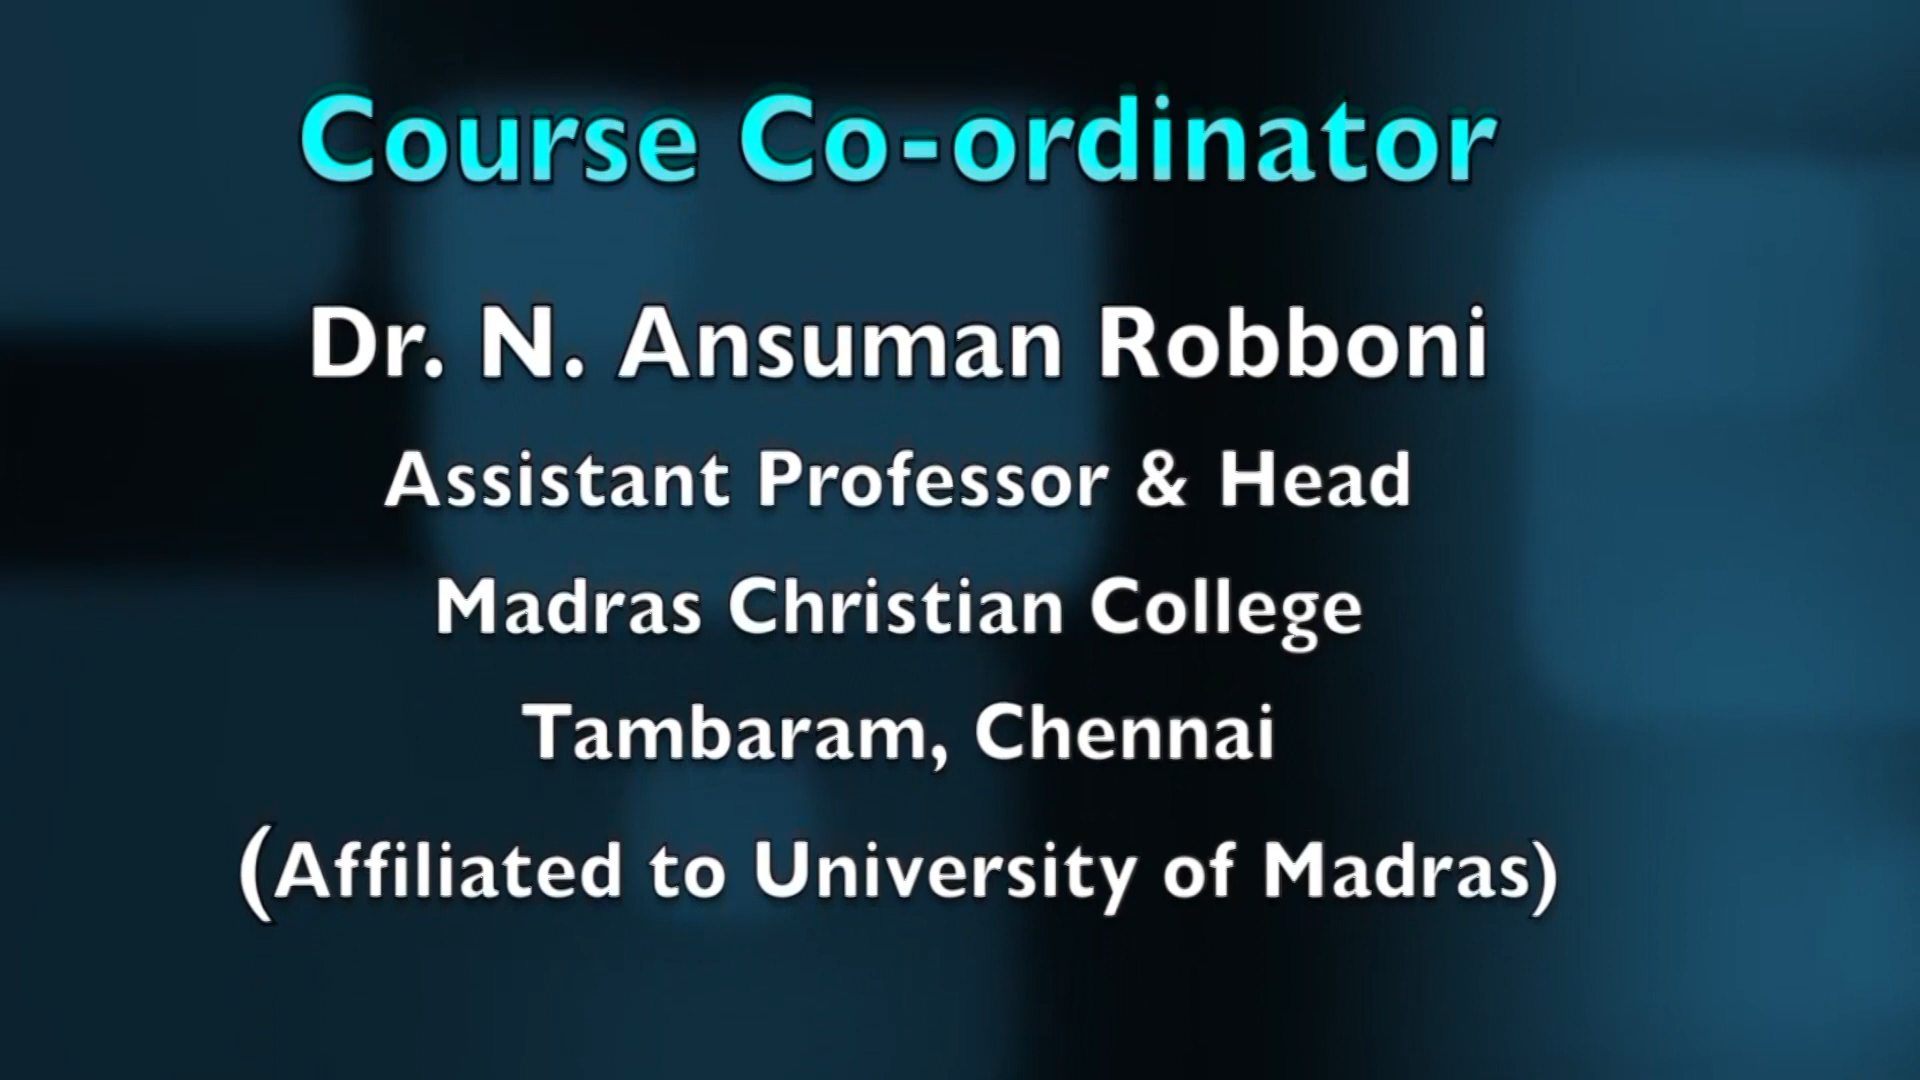 Course Co-ordinator
Dr. N. Ansuman Robboni
Assistant Professor & Head
Madras Christian College
Tambaram, Chennai
(Affiliated to University of Madras)